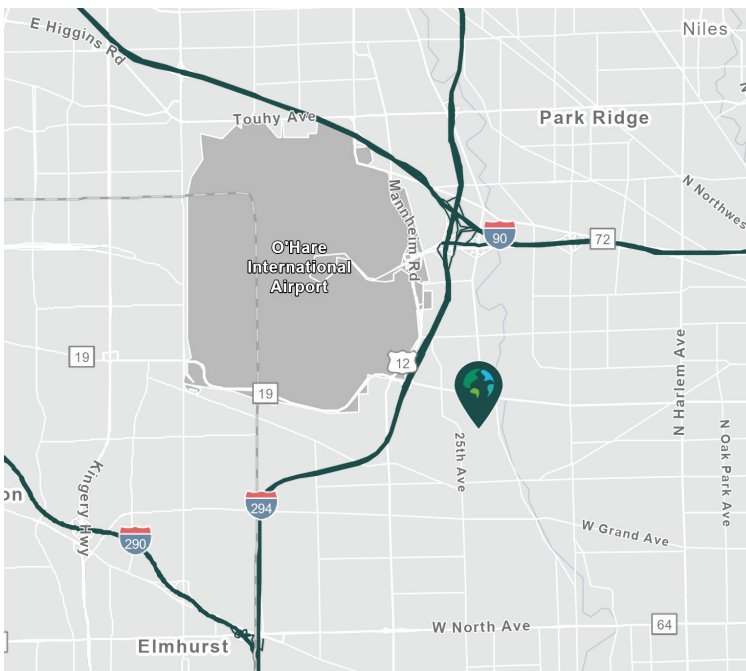 Niles
E Higgins Rd
Touhy Ave
Park Ridge
Mannheim Rd
N Northwes
90
72
O'Hare
International
Airport
19
12
N Harlem Ave
19
25th Ave
N Oak Park Ave
on
Kingery Hwy
294
290
W Grand Ave
W North Ave
64
Elmhurst